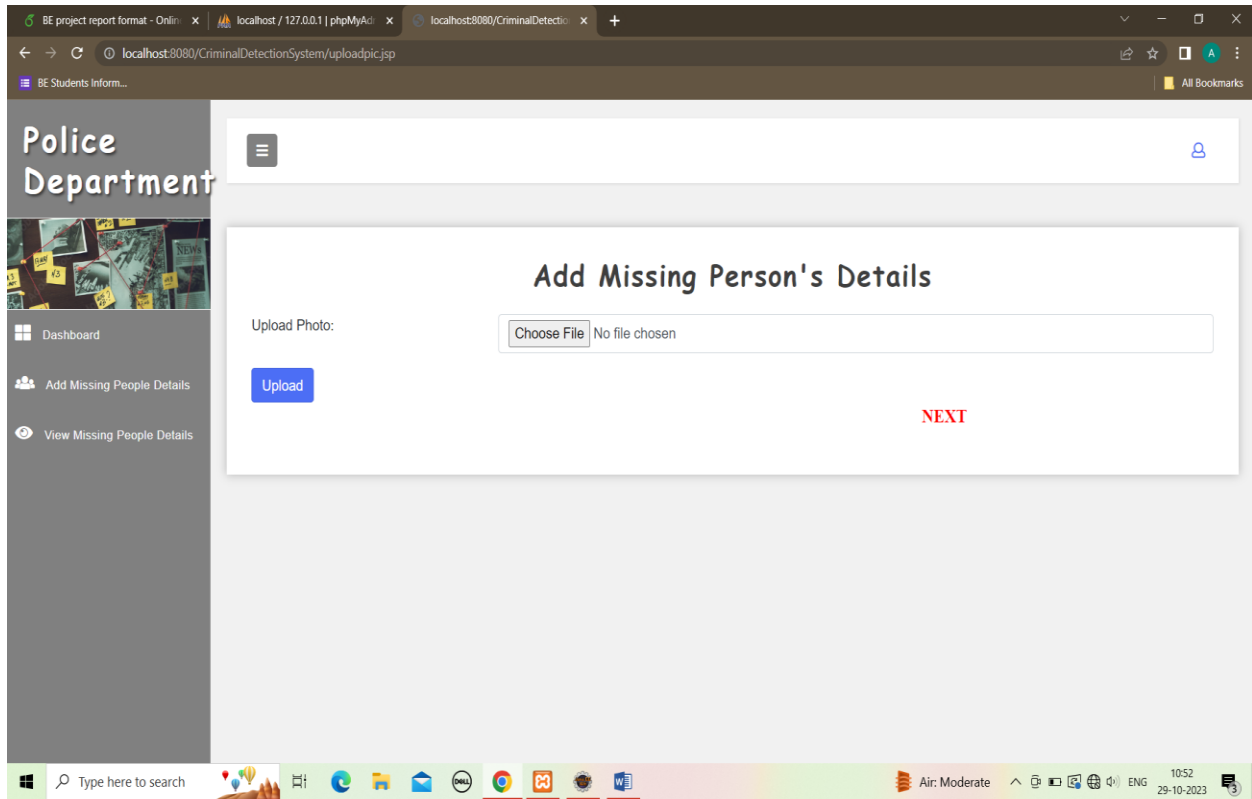 BE project report format - Onlin
localhost / 127.0.0.1 | phpMyAd
localhost:8080/CriminalDetectio
localhost:8080/CriminalDetectionSystem/uploadpic.jsp
A
BE Students Inform...
All Bookmarks
Police
Department
NEWS
Dashboard
Add Missing People Details
View Missing People Details
Add Missing Person's Details
Upload Photo:
Choose File No file chosen
Upload
NEXT
Type here to search
DELL
Air: Moderate
ENG
10:52
29-10-2023
3